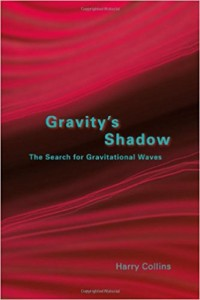 Gravity's
Shadow
The Search for Gravitational Waves
Harry Collins